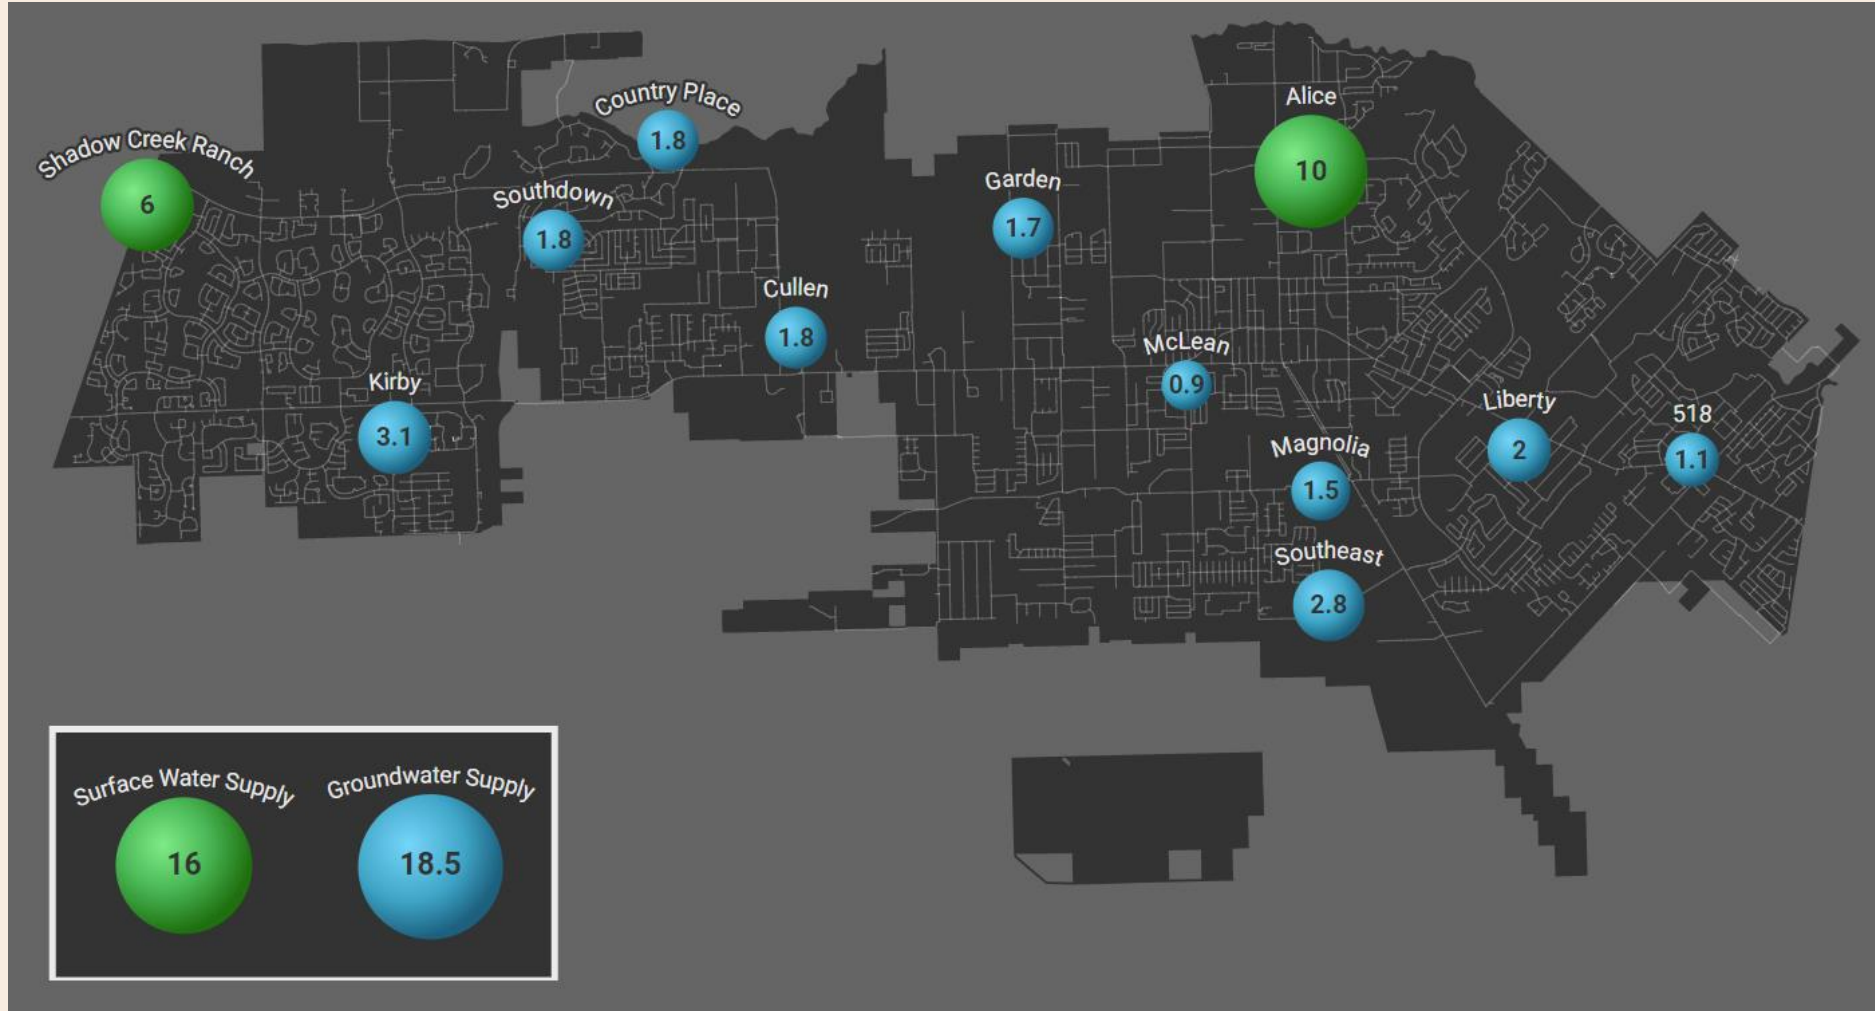 Country Place
1.8
Alice
10
Shadow Creek Ranch
6
Southdown
1.8
Garden
1.7
Cullen
1.8
McLean
0.9
Kirby
3.1
Liberty
2
518
1.1
Magnolia
1.5
Southeast
2.8
Surface Water Supply
16
Groundwater Supply
18.5